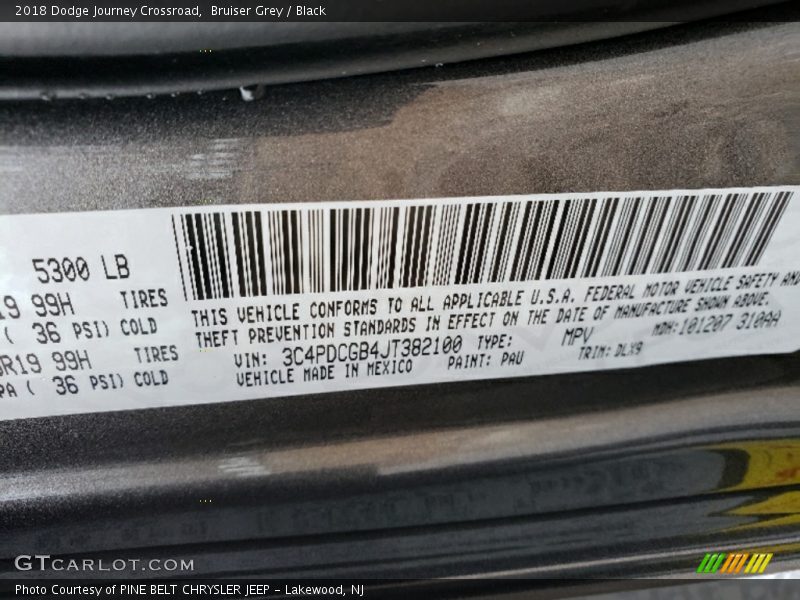 2018 Dodge Journey Crossroad,  Bruiser Grey / Black
5300 LB
19 99H TIRES
( 36 PSI) COLD
R19 99H TIRES
PA ( 36 PSI) COLD
THIS VEHICLE CONFORMS TO ALL APPLICABLE U.S.A. FEDERAL MOTOR VEHICLE SAFETY AND
THEFT PREVENTION STANDARDS IN EFFECT ON THE DATE OF MANUFACTURE SHOWN ABOVE.
VIN: 3C4PDCGB4JT382100 TYPE: MPV MDH:101207 310AA
VEHICLE MADE IN MEXICO PAINT: PAU TRIM: DLX9
GTCARLOT.COM
Photo Courtesy of PINE BELT CHRYSLER JEEP - Lakewood, NJ